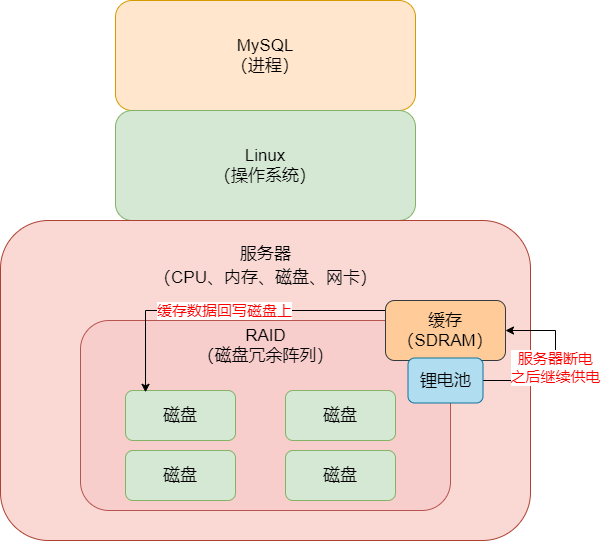 MySQL
（进程）
Linux
（操作系统）
服务器
（CPU、内存、磁盘、网卡）
缓存数据回写磁盘上
缓存
（SDRAM）
RAID
（磁盘冗余阵列）
服务器断电
之后继续供电
锂电池
磁盘
磁盘
磁盘
磁盘